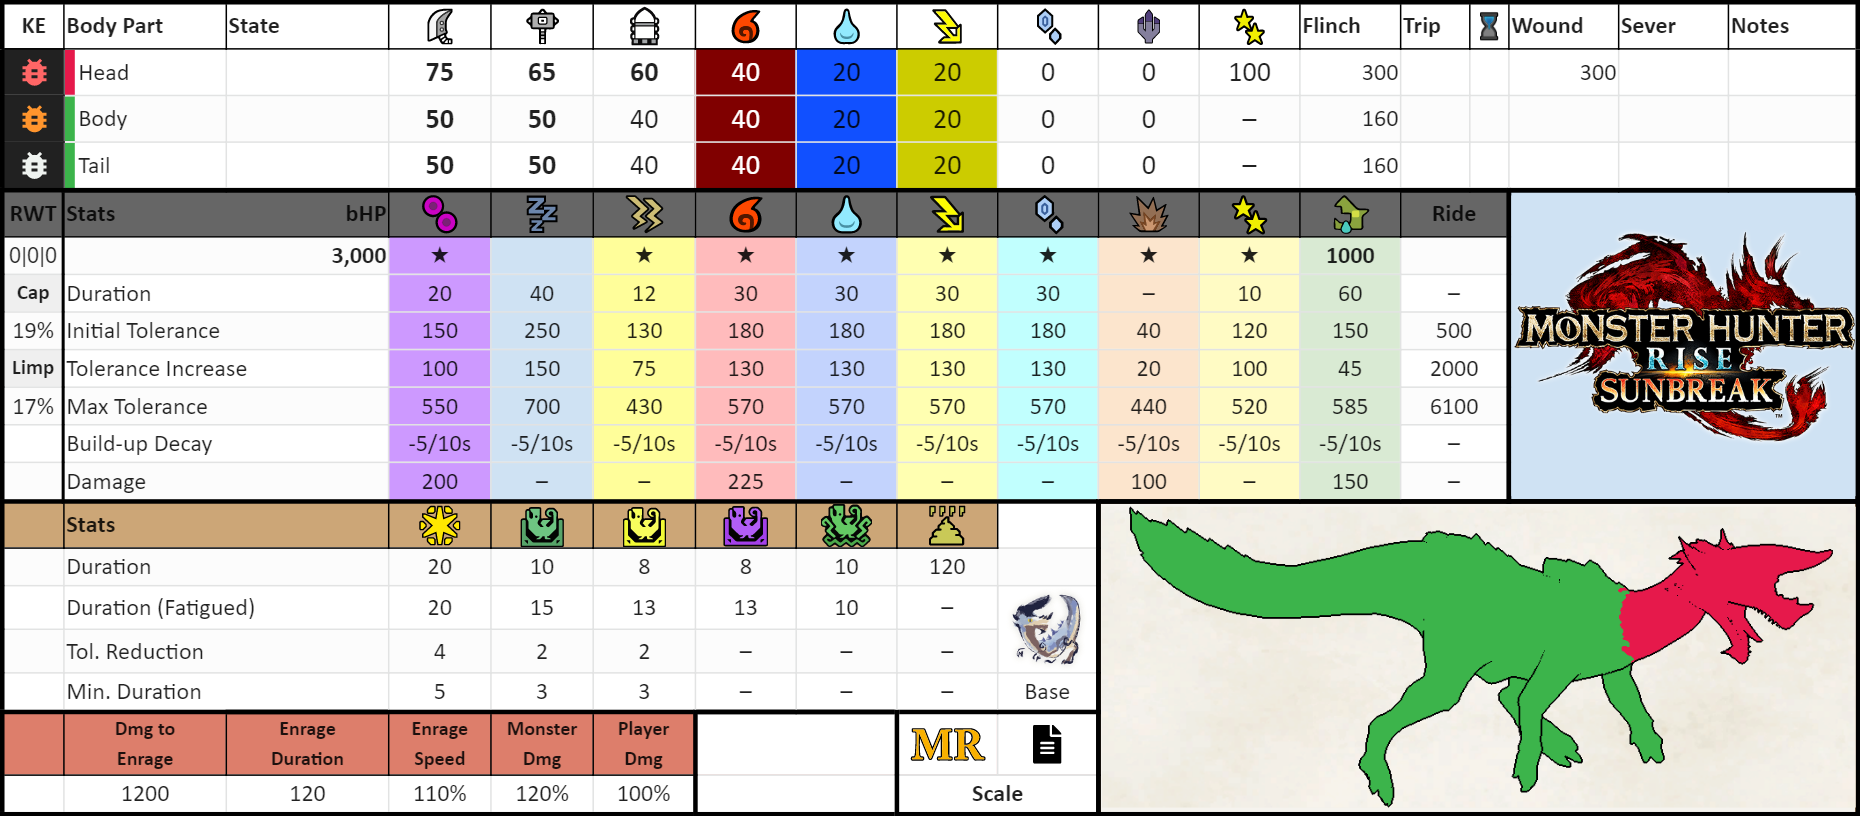 KE Body Part State Flinch Trip Wound Sever Notes
Head 75 65 60 40 20 20 0 0 100 300 300
Body 50 50 40 40 20 20 0 0 – 160
Tail 50 50 40 40 20 20 0 0 – 160
RWT Stats bHP Ride
0|0|0 3,000 ★ ★ ★ ★ ★ ★ ★ ★ 1000
Cap Duration 20 40 12 30 30 30 30 – 10 60 –
19% Initial Tolerance 150 250 130 180 180 180 180 40 120 150 500
Limp Tolerance Increase 100 150 75 130 130 130 130 20 100 45 2000
17% Max Tolerance 550 700 430 570 570 570 570 440 520 585 6100
Build-up Decay -5/10s -5/10s -5/10s -5/10s -5/10s -5/10s -5/10s -5/10s -5/10s -5/10s –
Damage 200 – – 225 – – – 100 – 150 –
MONSTER HUNTER
RISE
SUNBREAK™
Stats
Duration 20 10 8 8 10 120
Duration (Fatigued) 20 15 13 13 10 –
Tol. Reduction 4 2 2 – – –
Min. Duration 5 3 3 – – – Base
Dmg to Enrage Enrage Monster Player
Enrage Duration Speed Dmg Dmg
MR
1200 120 110% 120% 100% Scale